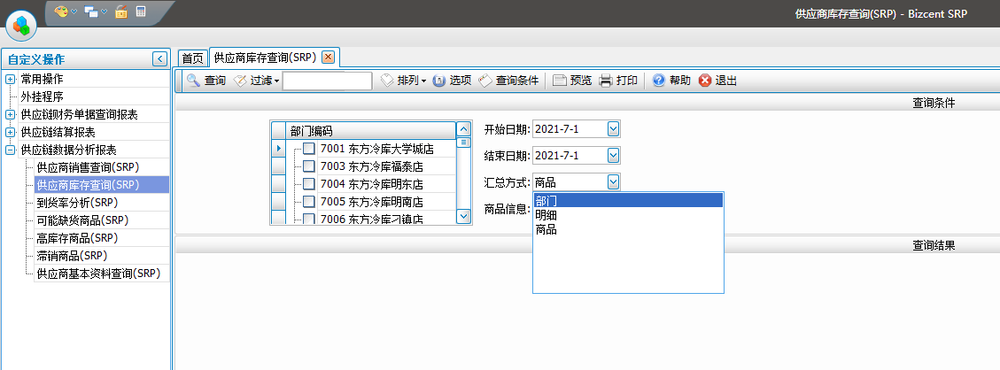 供应商库存查询(SRP) - Bizcent SRP
自定义操作
首页 供应商库存查询(SRP)
常用操作
外挂程序
供应链财务单据查询报表
供应链结算报表
供应链数据分析报表
供应商销售查询(SRP)
供应商库存查询(SRP)
到货率分析(SRP)
可能缺货商品(SRP)
高库存商品(SRP)
滞销商品(SRP)
供应商基本资料查询(SRP)
查询 过滤 排列 选项 查询条件 预览 打印 帮助 退出
查询条件
部门编码
7001 东方冷库大学城店
7003 东方冷库福泰店
7004 东方冷库明东店
7005 东方冷库明南店
7006 东方冷库刁镇店
开始日期: 2021-7-1
结束日期: 2021-7-1
汇总方式: 商品
商品信息:
部门
明细
商品
查询结果